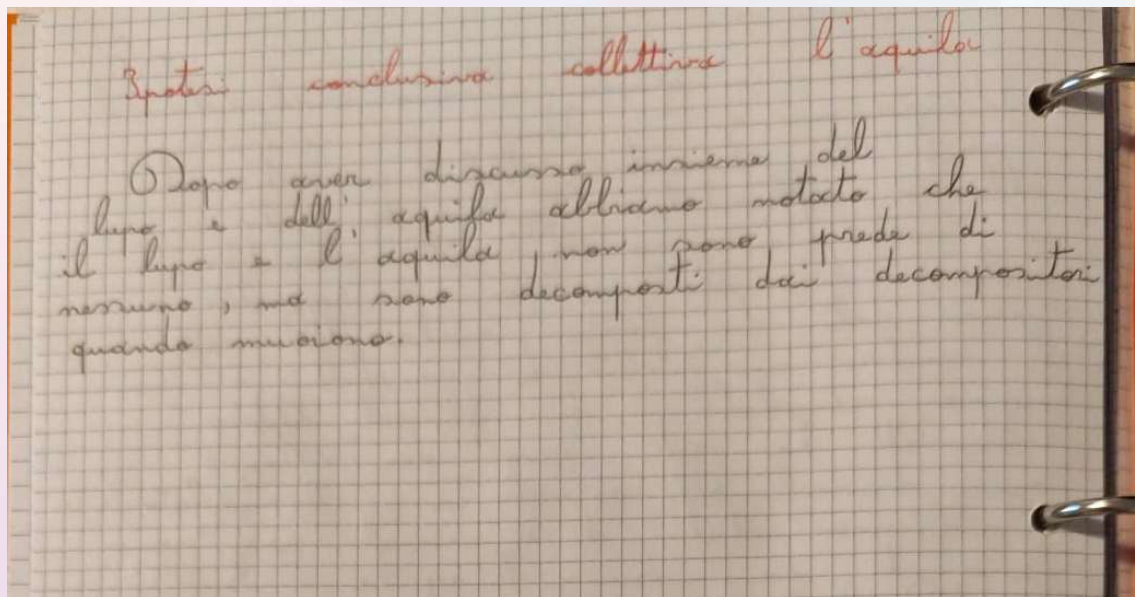 Ipotesi conclusiva collettiva l'aquila
Dopo aver discusso insieme del
lupo e dell'aquila abbiamo notato che
il lupo e l'aquila, non sono prede di
nessuno, ma sono decomposti dai decompositori
quando muoiono.